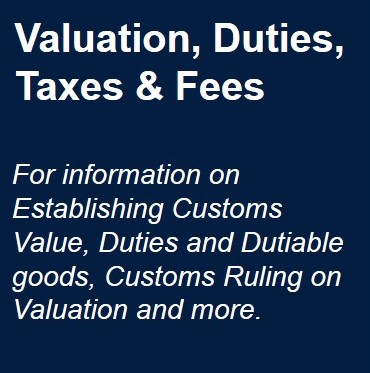 Valuation, Duties,
Taxes & Fees
For information on
Establishing Customs
Value, Duties and Dutiable
goods, Customs Ruling on
Valuation and more.